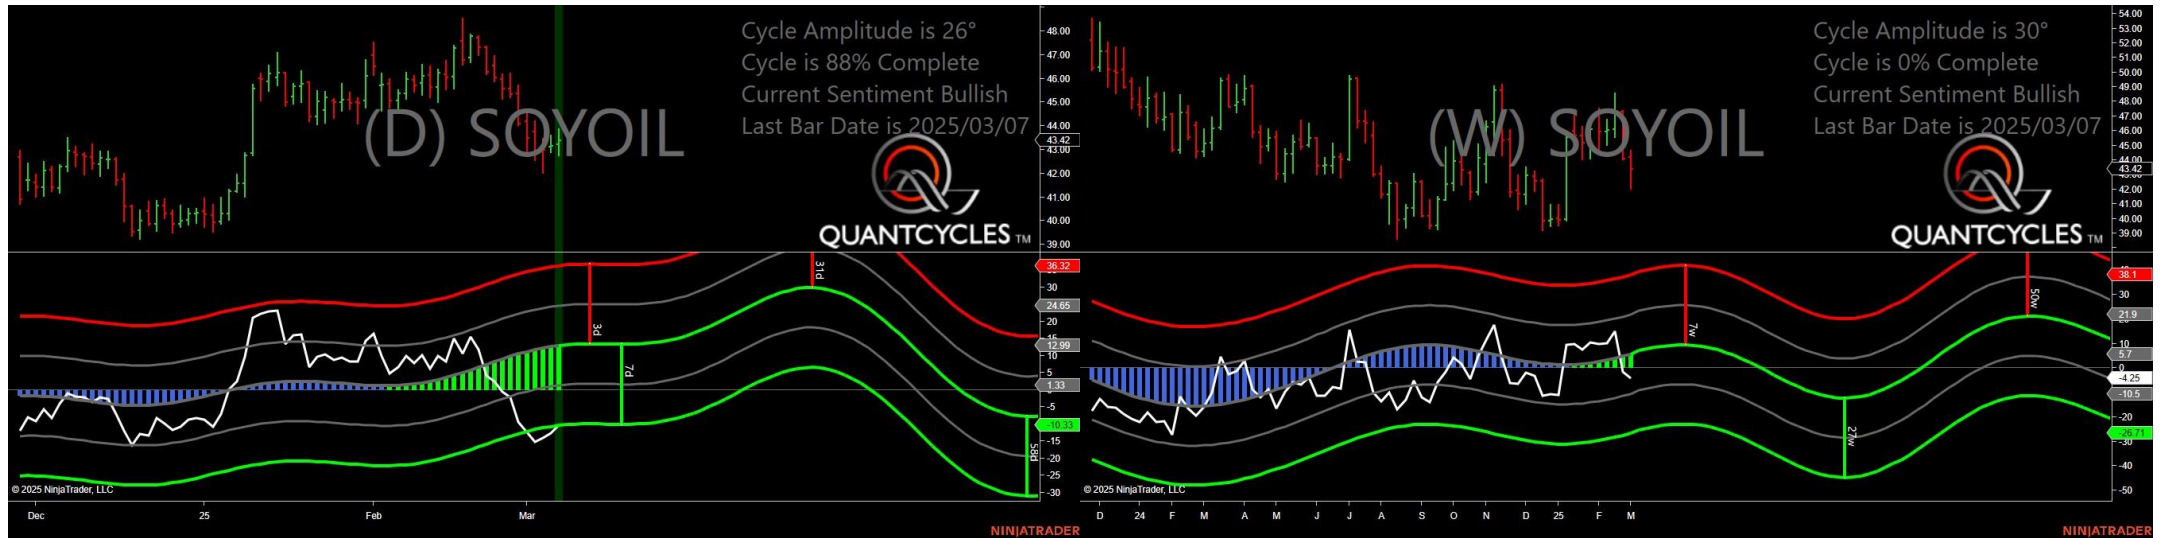 Cycle Amplitude is 26°
Cycle is 88% Complete
Current Sentiment Bullish
Last Bar Date is 2025/03/07
(D) SOYOIL
QUANTCYCLES TM
48.00
47.00
46.00
45.00
44.00
43.42
43.00
42.00
41.00
40.00
39.00
36.32
30
24.65
20
15
12.99
10
5
1.33
-5
-10.33
-15
-20
-25
-30
3d
7d
31d
58d
© 2025 NinjaTrader, LLC
Dec 25 Feb Mar
NINJATRADER
Cycle Amplitude is 30°
Cycle is 0% Complete
Current Sentiment Bullish
Last Bar Date is 2025/03/07
(W) SOYOIL
QUANTCYCLES TM
54.00
53.00
52.00
51.00
50.00
49.00
48.00
47.00
46.00
45.00
44.00
43.42
42.00
41.00
40.00
39.00
38.1
30
21.9
10
5.7
0
-4.25
-10.5
-20
-26.71
-30
-40
-50
7w
27w
50w
© 2025 NinjaTrader, LLC
D 24 F M A M J J A S O N D 25 F M
NINJATRADER